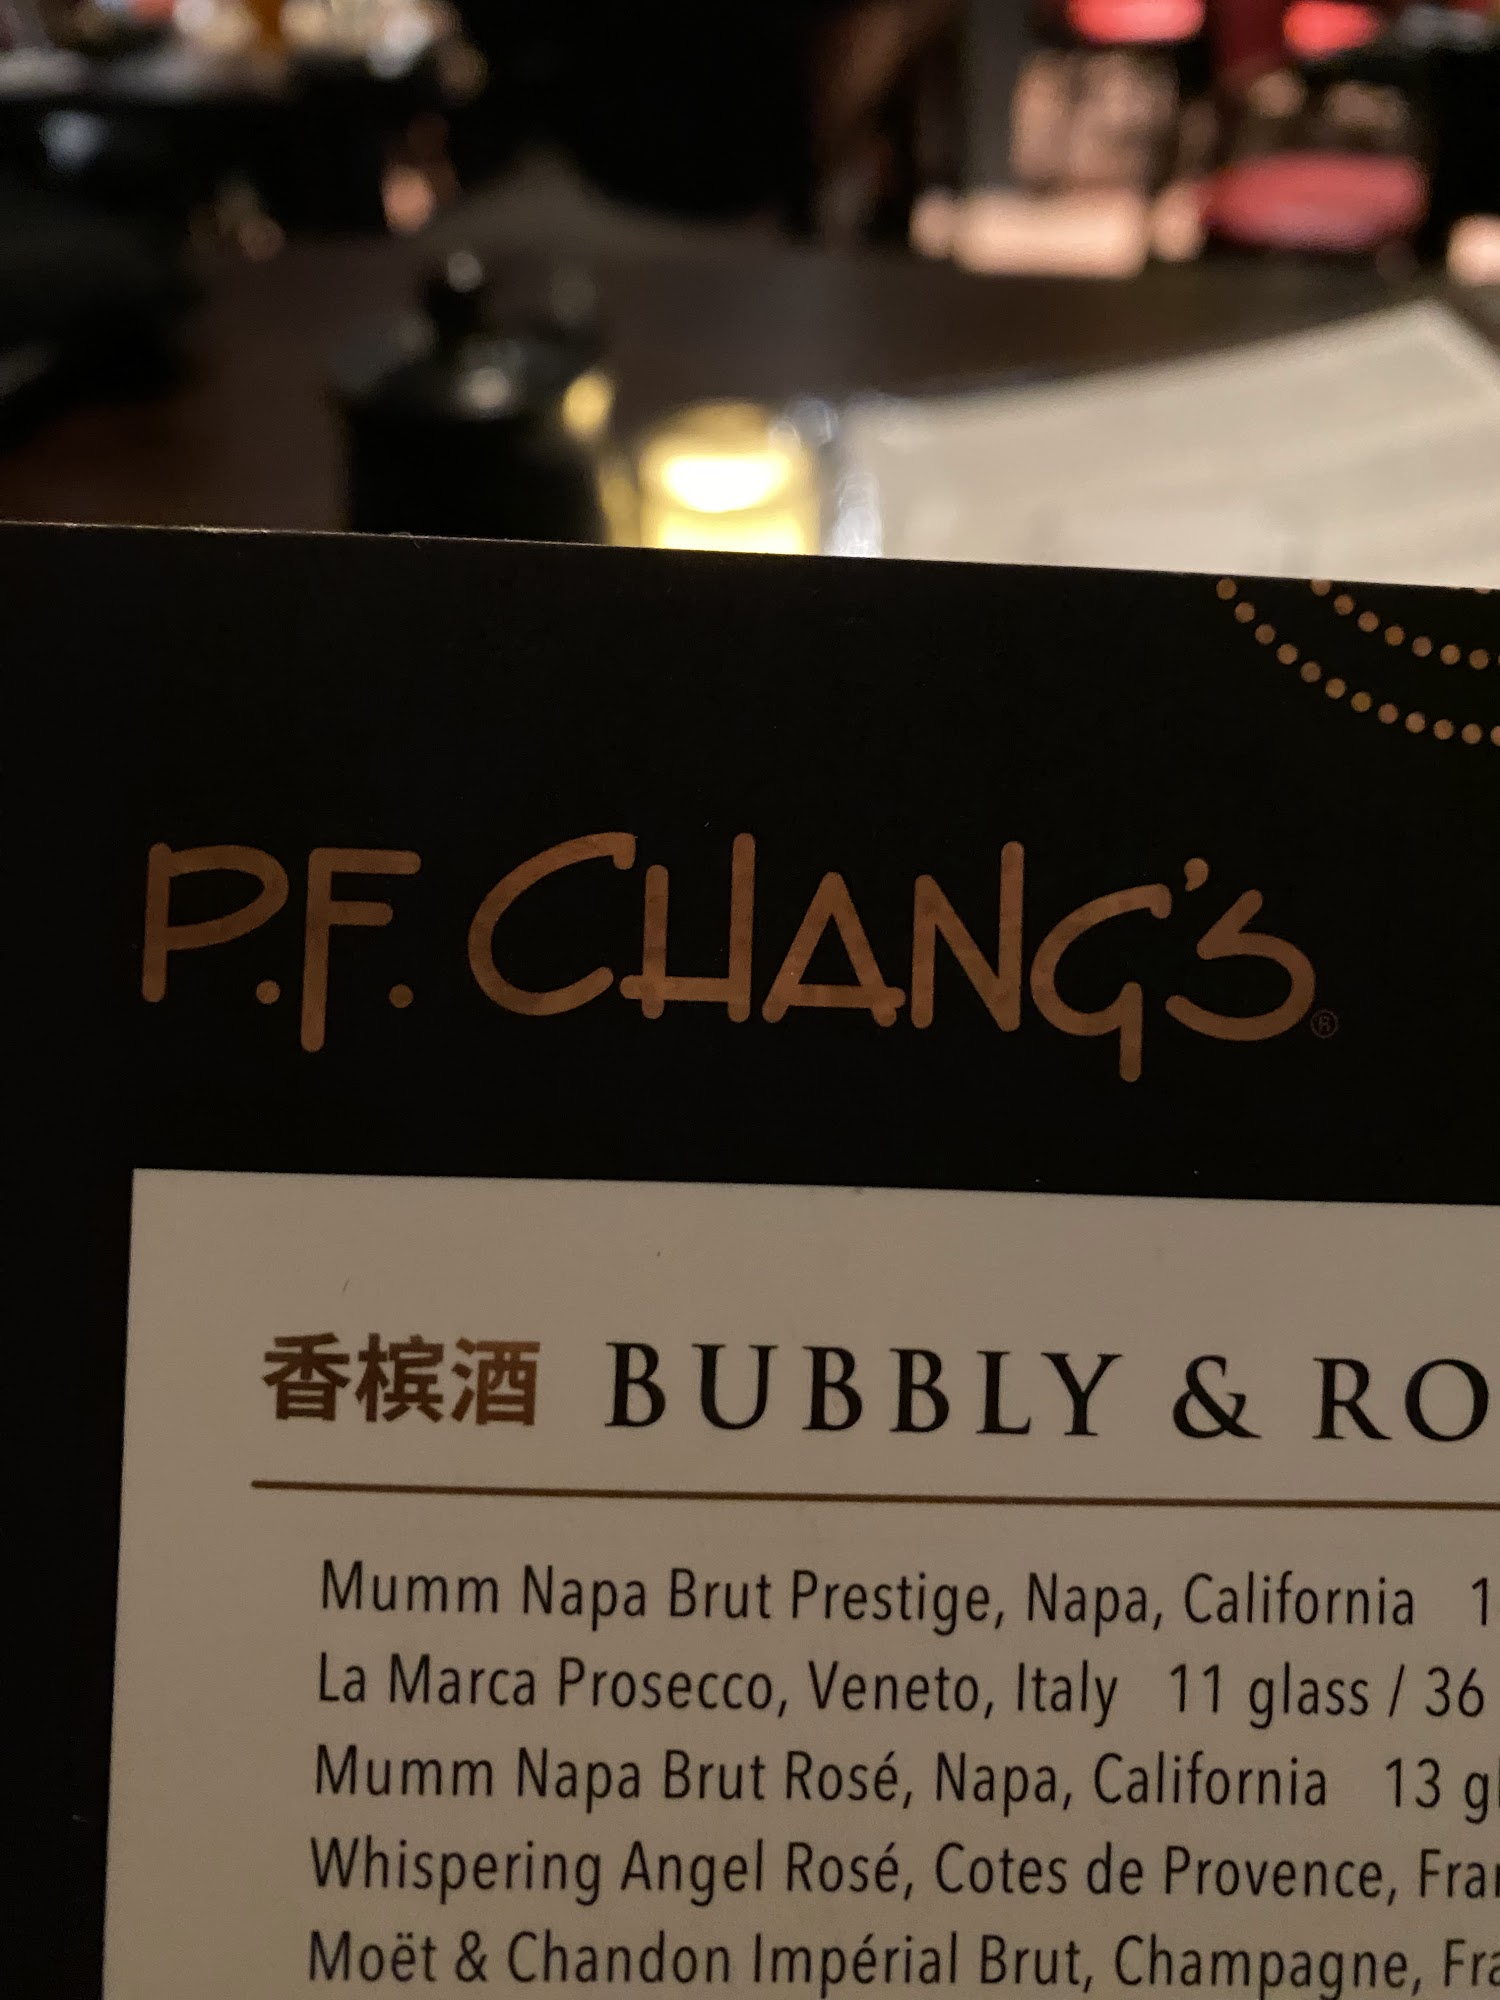 P.F. CHANG'S®
香槟酒 BUBBLY & RO
Mumm Napa Brut Prestige, Napa, California 1
La Marca Prosecco, Veneto, Italy 11 glass / 36
Mumm Napa Brut Rosé, Napa, California 13 gl
Whispering Angel Rosé, Cotes de Provence, Fran
Moët & Chandon Impérial Brut, Champagne, Fra